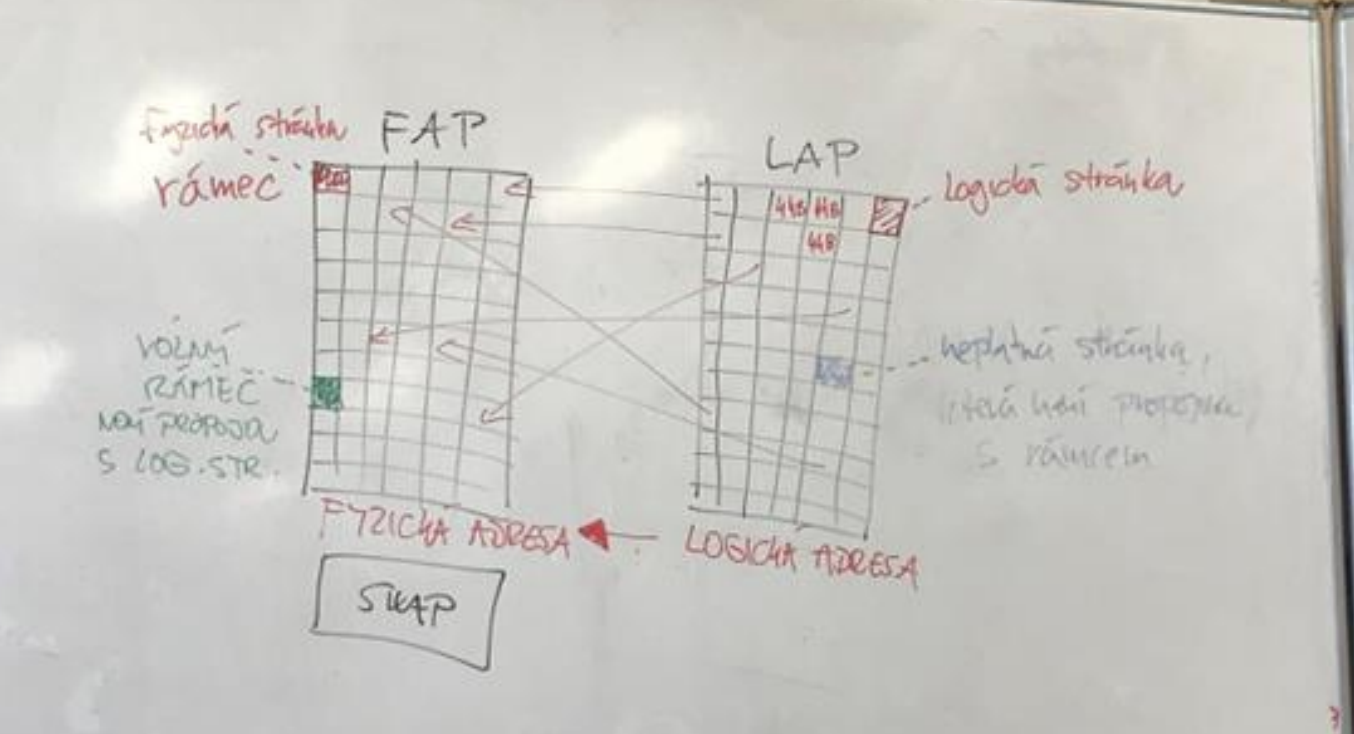 Fyzická stránka
rámec
FAP
LAP
logická stránka
4kB 4kB
4kB
VOLNÝ
RÁMEC
NENÍ PROPOJEN
S LOG. STR.
neplatná stránka,
která není propojena
s rámcem
FYZICKÁ ADRESA
LOGICKÁ ADRESA
SWAP